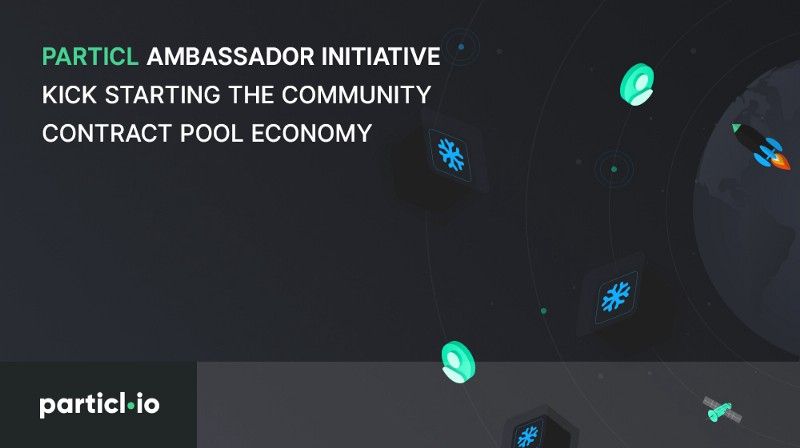 PARTICL AMBASSADOR INITIATIVE
KICK STARTING THE COMMUNITY
CONTRACT POOL ECONOMY
particl.io